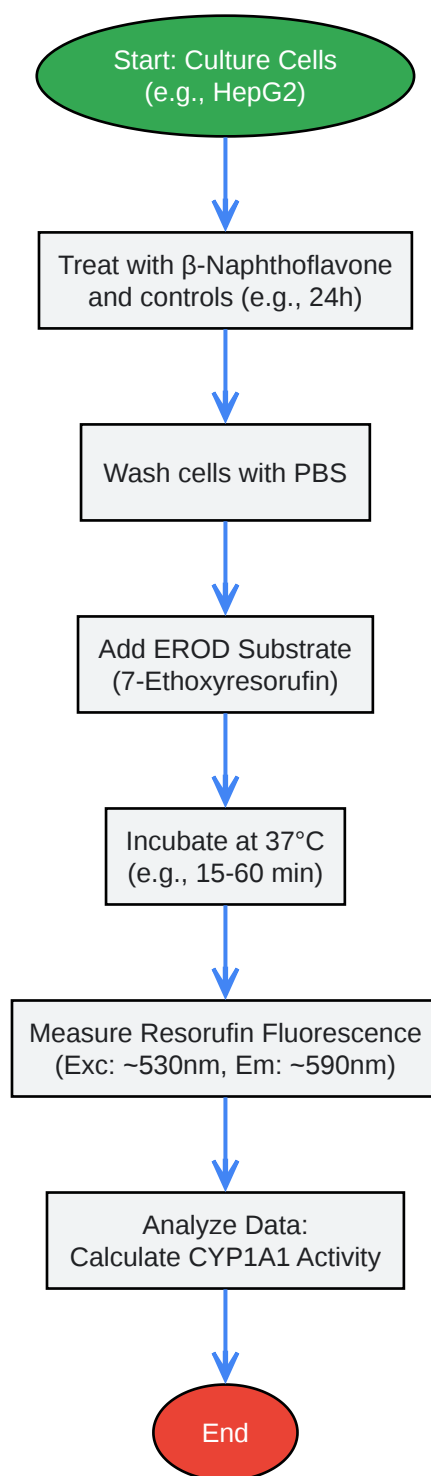 Start: Culture Cells
(e.g., HepG2)
Treat with β-Naphthoflavone
and controls (e.g., 24h)
Wash cells with PBS
Add EROD Substrate
(7-Ethoxyresorufin)
Incubate at 37°C
(e.g., 15-60 min)
Measure Resorufin Fluorescence
(Exc: ~530nm, Em: ~590nm)
Analyze Data:
Calculate CYP1A1 Activity
End